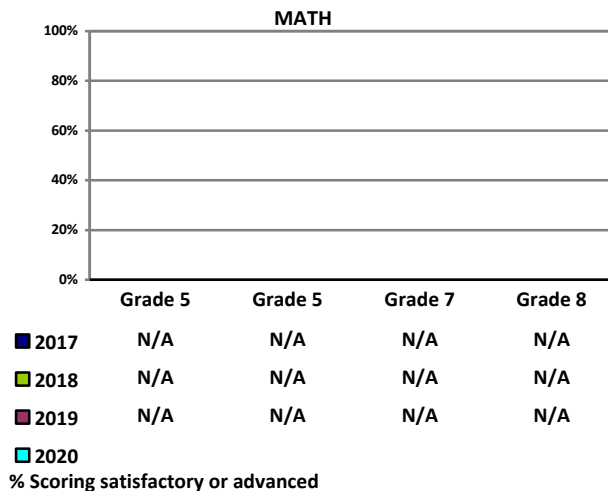 MATH
100%
80%
60%
40%
20%
0%
Grade 5 Grade 5 Grade 7 Grade 8
2017 N/A N/A N/A N/A
2018 N/A N/A N/A N/A
2019 N/A N/A N/A N/A
2020
% Scoring satisfactory or advanced